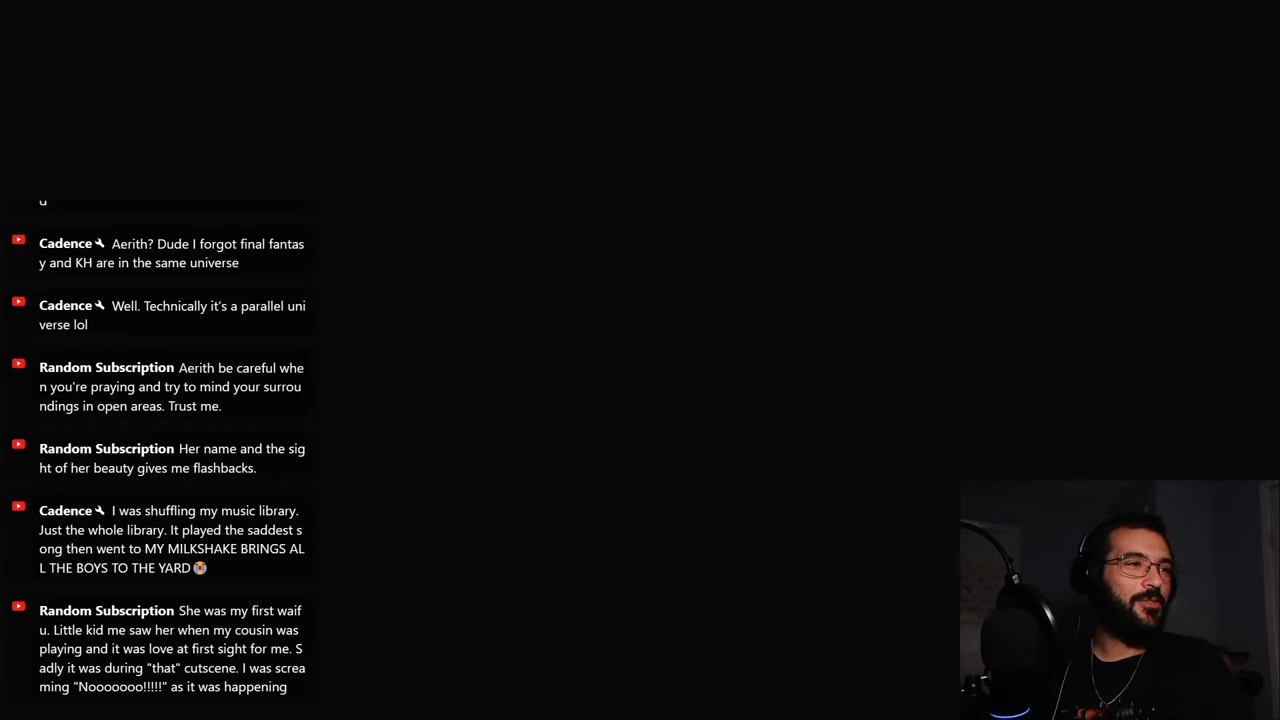 u
Cadence Aerith? Dude I forgot final fantas
y and KH are in the same universe
Cadence Well. Technically it's a parallel uni
verse lol
Random Subscription Aerith be careful whe
n you're praying and try to mind your surrou
ndings in open areas. Trust me.
Random Subscription Her name and the sig
ht of her beauty gives me flashbacks.
Cadence I was shuffling my music library.
Just the whole library. It played the saddest s
ong then went to MY MILKSHAKE BRINGS AL
L THE BOYS TO THE YARD😭
Random Subscription She was my first waif
u. Little kid me saw her when my cousin was
playing and it was love at first sight for me. S
adly it was during "that" cutscene. I was screa
ming "Nooooooo!!!!!" as it was happening